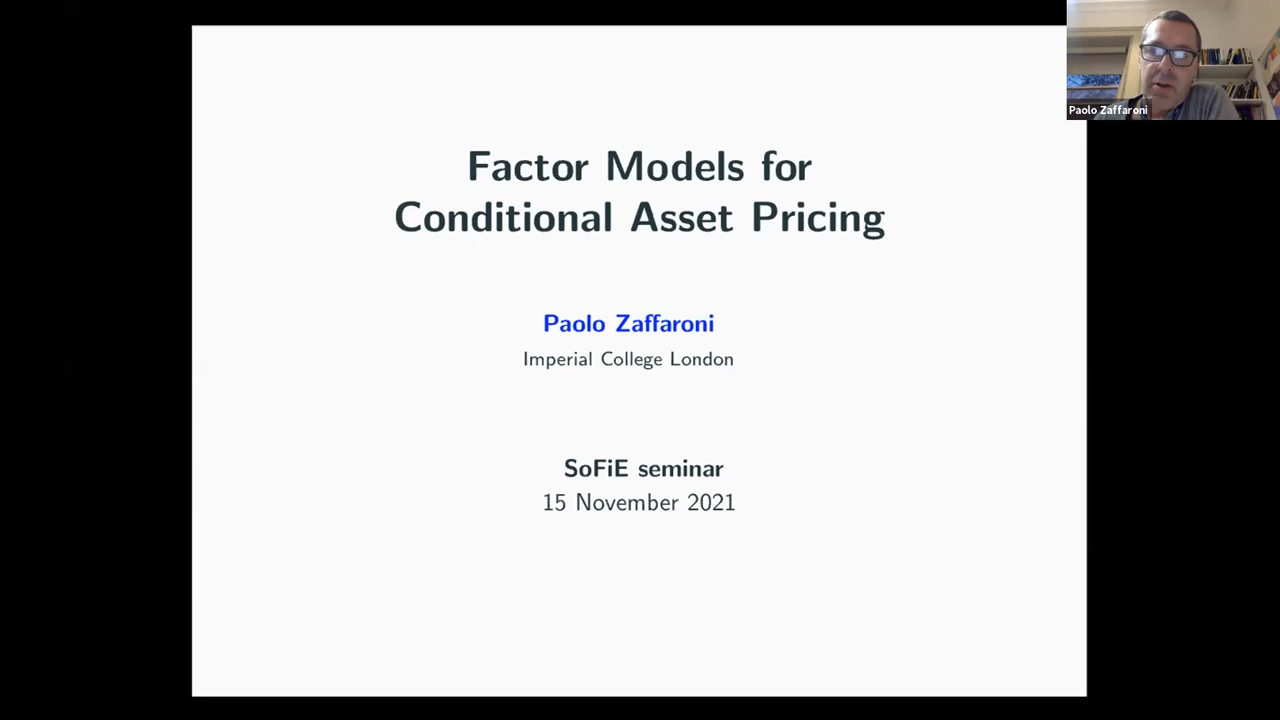 Factor Models for
Conditional Asset Pricing
Paolo Zaffaroni
Imperial College London
SoFiE seminar
15 November 2021
Paolo Zaffaroni